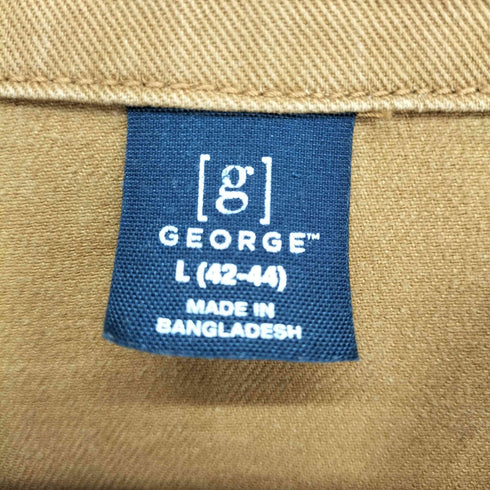 [g]
GEORGE™
L (42-44)
MADE IN
BANGLADESH